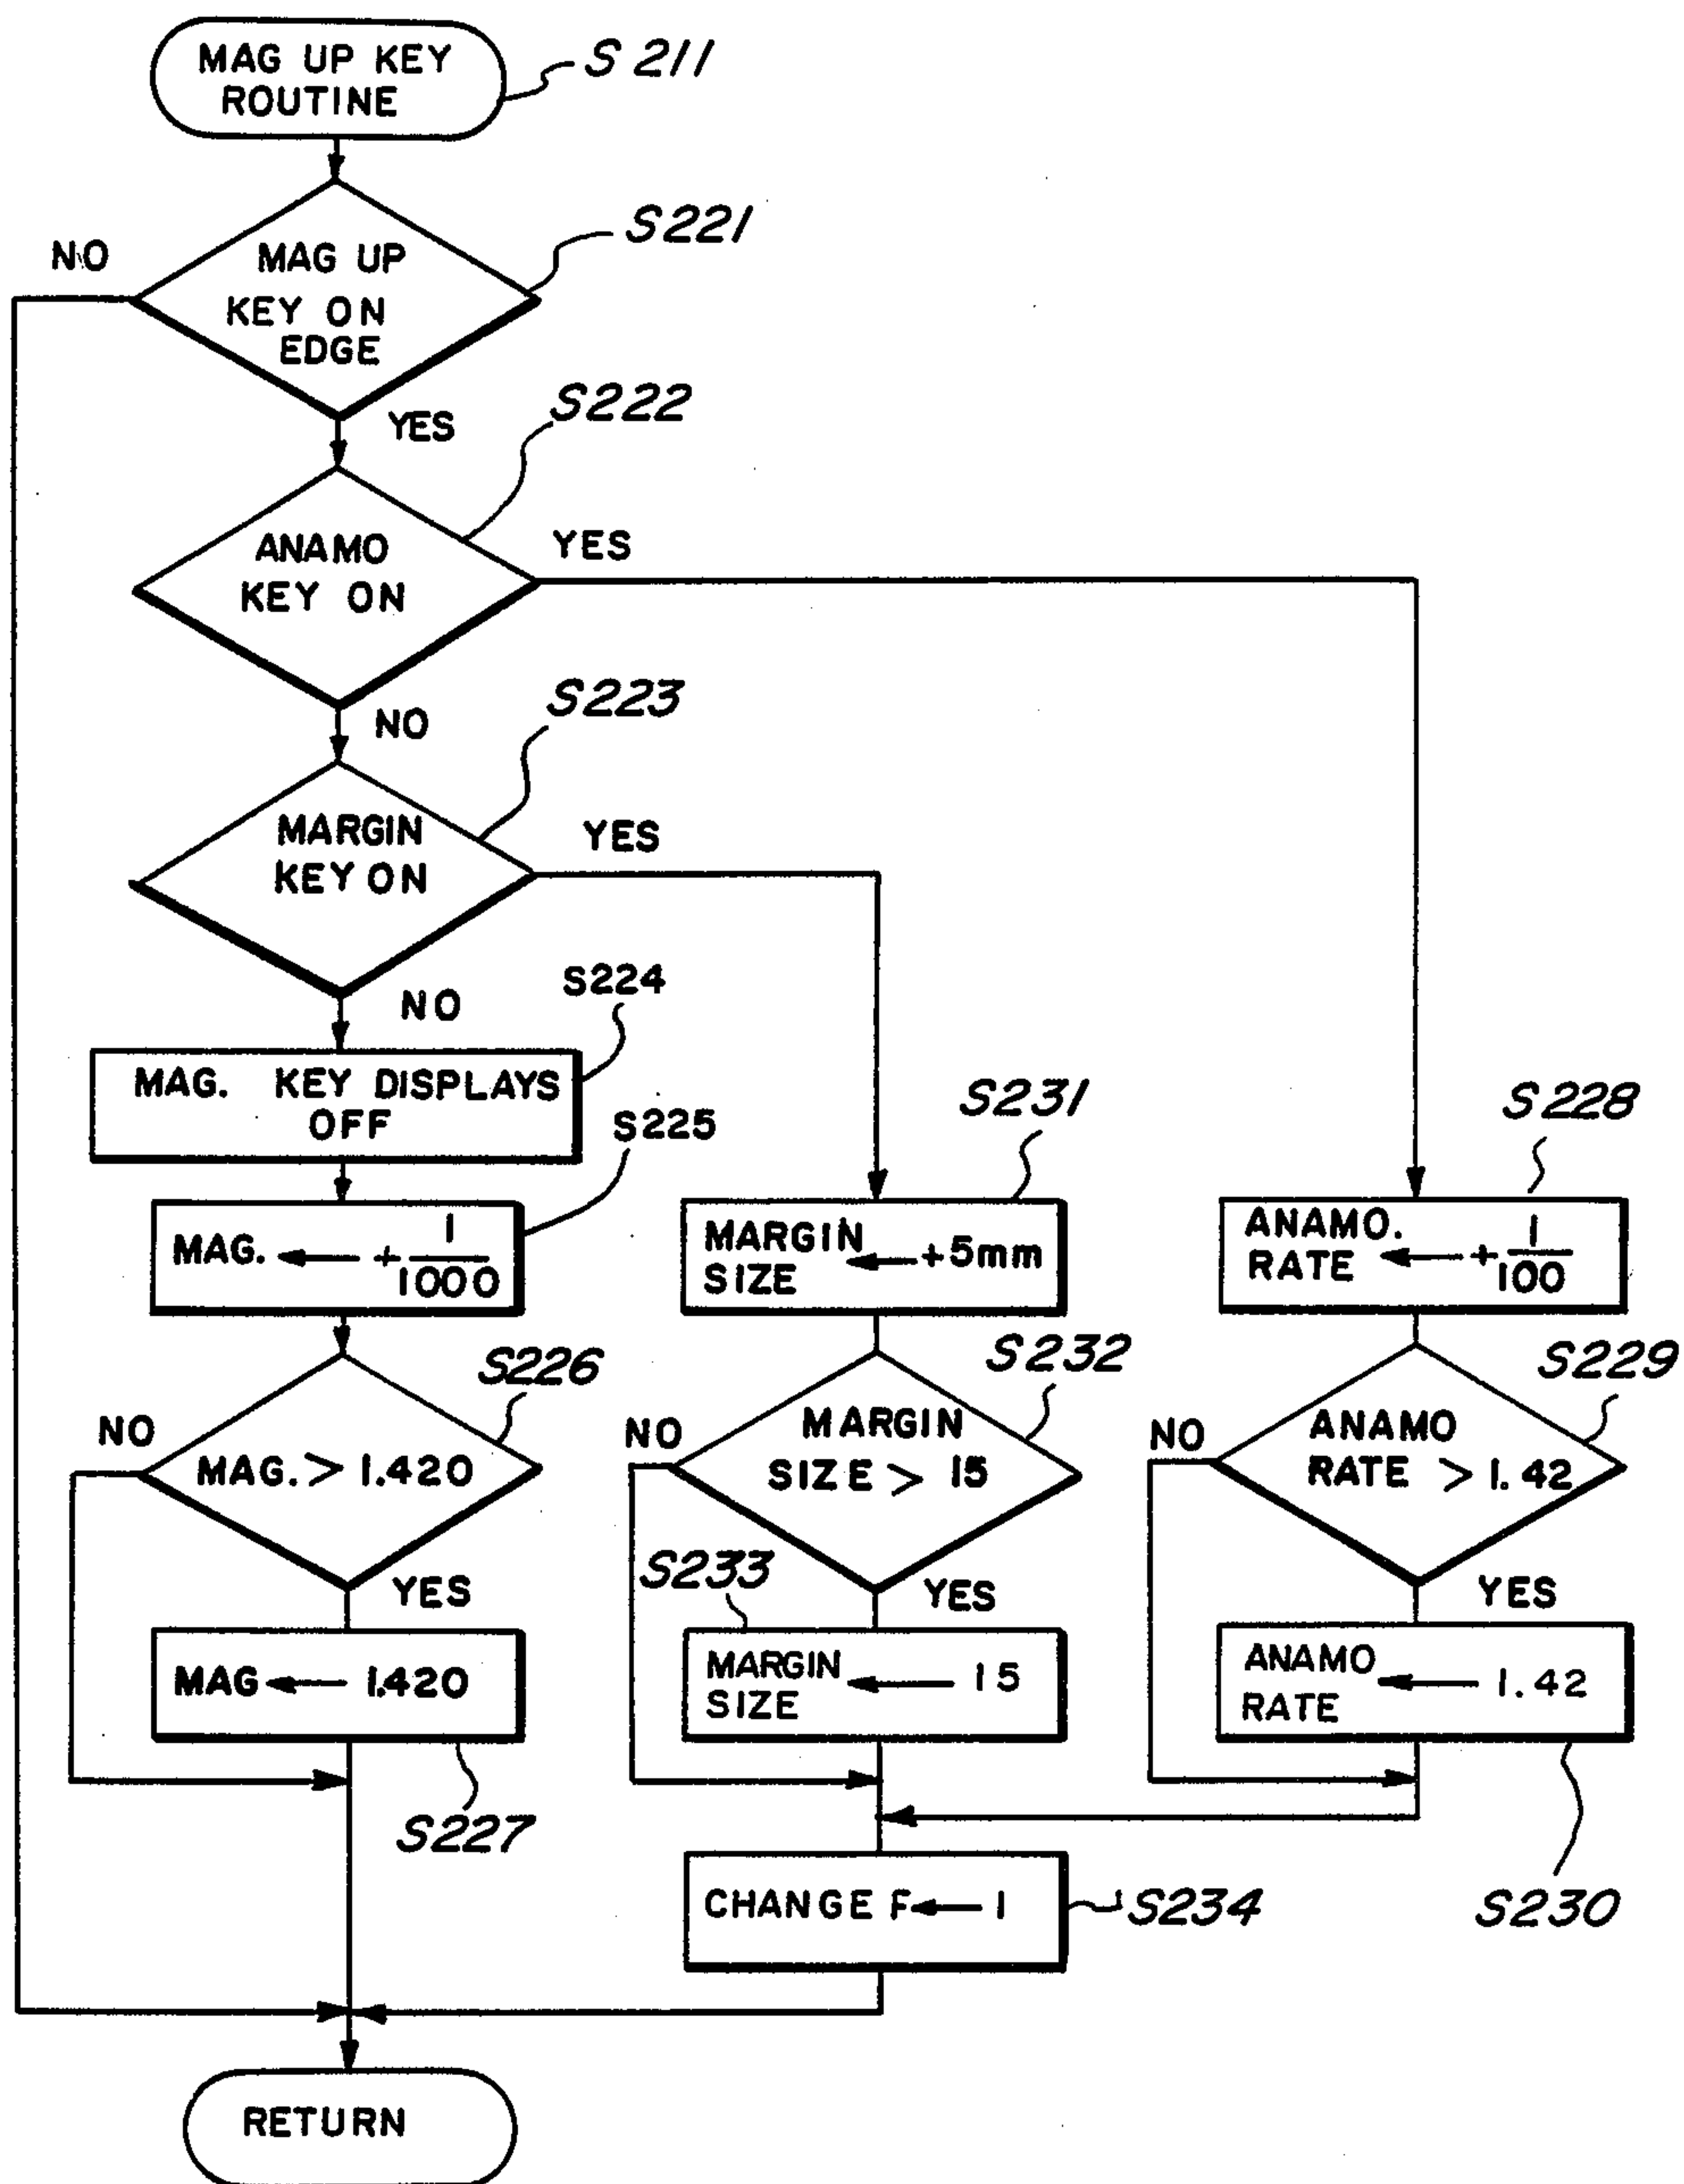 MAG UP KEY
ROUTINE
S211
NO
MAG UP
KEY ON
EDGE
S221
YES
S222
ANAMO
KEY ON
YES
NO
S223
MARGIN
KEY ON
YES
NO
S224
MAG. KEY DISPLAYS
OFF
S225
MAG. ← + 1/1000
S231
MARGIN
SIZE ← +5mm
S228
ANAMO.
RATE ← + 1/100
S226
NO
MAG. > 1.420
YES
S232
NO
MARGIN
SIZE > 15
YES
S229
NO
ANAMO
RATE > 1.42
YES
MAG ← 1.420
S227
S233
MARGIN
SIZE ← 15
ANAMO
RATE ← 1.42
S230
CHANGE F ← 1
S234
RETURN